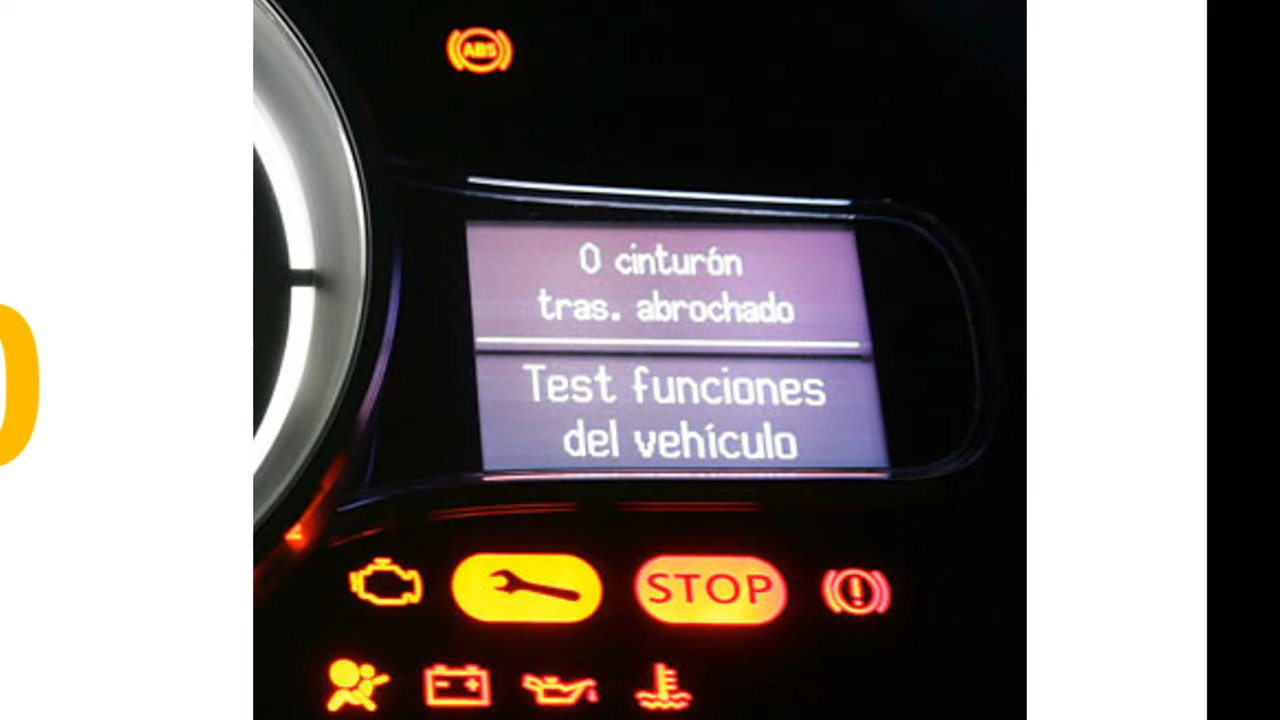 ABS
0 cinturón
tras. abrochado
Test funciones
del vehículo
STOP